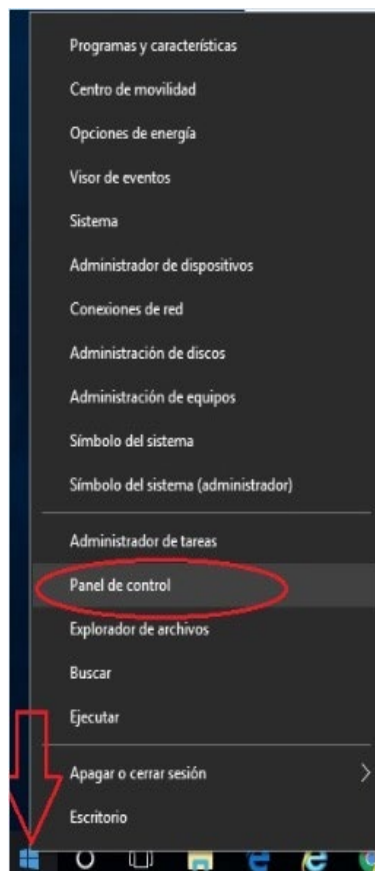 Programas y características
Centro de movilidad
Opciones de energía
Visor de eventos
Sistema
Administrador de dispositivos
Conexiones de red
Administración de discos
Administración de equipos
Símbolo del sistema
Símbolo del sistema (administrador)
Administrador de tareas
Panel de control
Explorador de archivos
Buscar
Ejecutar
Apagar o cerrar sesión
Escritorio